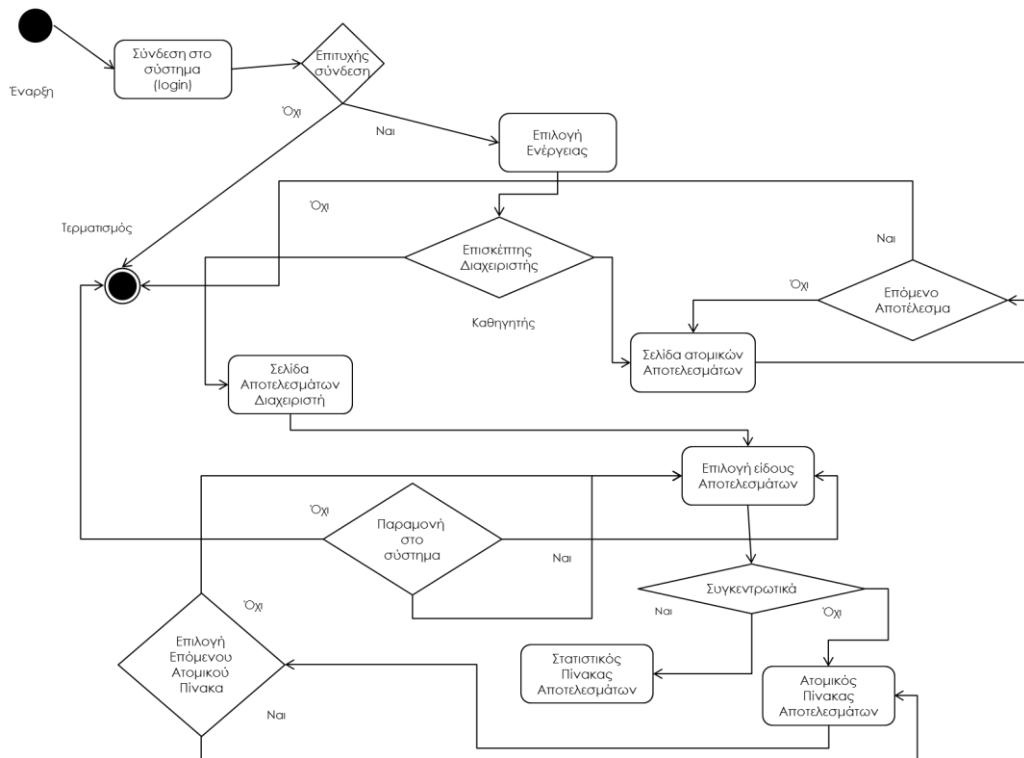 Έναρξη
Σύνδεση στο
σύστημα
(login)
Επιτυχής
σύνδεση
Όχι
Ναι
Επιλογή
Ενέργειας
Τερματισμός
Όχι
Επισκέπτης
Διαχειριστής
Καθηγητής
Ναι
Όχι
Επόμενο
Αποτέλεσμα
Σελίδα ατομικών
Αποτελεσμάτων
Σελίδα
Αποτελεσμάτων
Διαχειριστή
Επιλογή είδους
Αποτελεσμάτων
Όχι
Παραμονή
στο
σύστημα
Ναι
Συγκεντρωτικά
Ναι
Όχι
Όχι
Επιλογή
Επόμενου
Ατομικού
Πίνακα
Ναι
Στατιστικός
Πίνακας
Αποτελεσμάτων
Ατομικός
Πίνακας
Αποτελεσμάτων